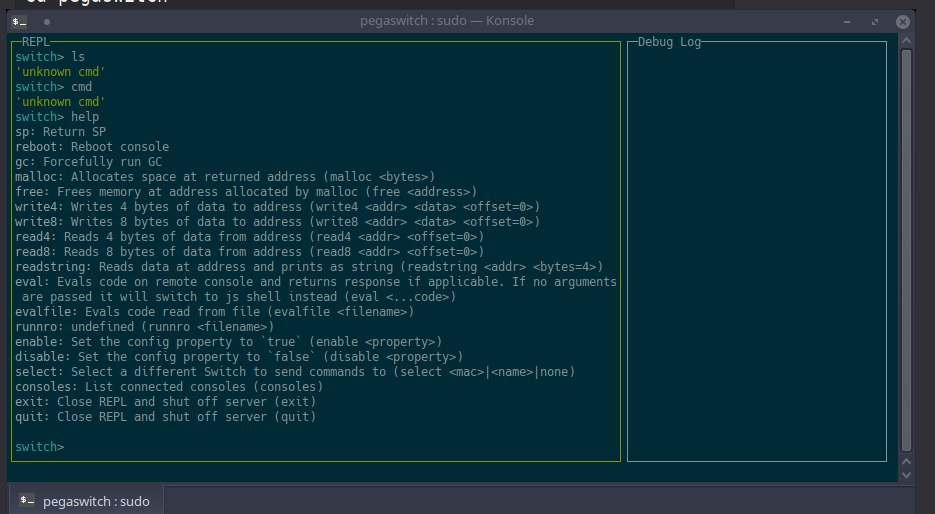 pegaswitch : sudo — Konsole
REPL
switch> ls
'unknown cmd'
switch> cmd
'unknown cmd'
switch> help
sp: Return SP
reboot: Reboot console
gc: Forcefully run GC
malloc: Allocates space at returned address (malloc <bytes>)
free: Frees memory at address allocated by malloc (free <address>)
write4: Writes 4 bytes of data to address (write4 <addr> <data> <offset=0>)
write8: Writes 8 bytes of data to address (write8 <addr> <data> <offset=0>)
read4: Reads 4 bytes of data from address (read4 <addr> <offset=0>)
read8: Reads 8 bytes of data from address (read8 <addr> <offset=0>)
readstring: Reads data at address and prints as string (readstring <addr> <bytes=4>)
eval: Evals code on remote console and returns response if applicable. If no arguments
are passed it will switch to js shell instead (eval <...code>)
evalfile: Evals code read from file (evalfile <filename>)
runnro: undefined (runnro <filename>)
enable: Set the config property to `true` (enable <property>)
disable: Set the config property to `false` (disable <property>)
select: Select a different Switch to send commands to (select <mac>|<name>|none)
consoles: List connected consoles (consoles)
exit: Close REPL and shut off server (exit)
quit: Close REPL and shut off server (quit)
switch>
Debug Log
pegaswitch : sudo